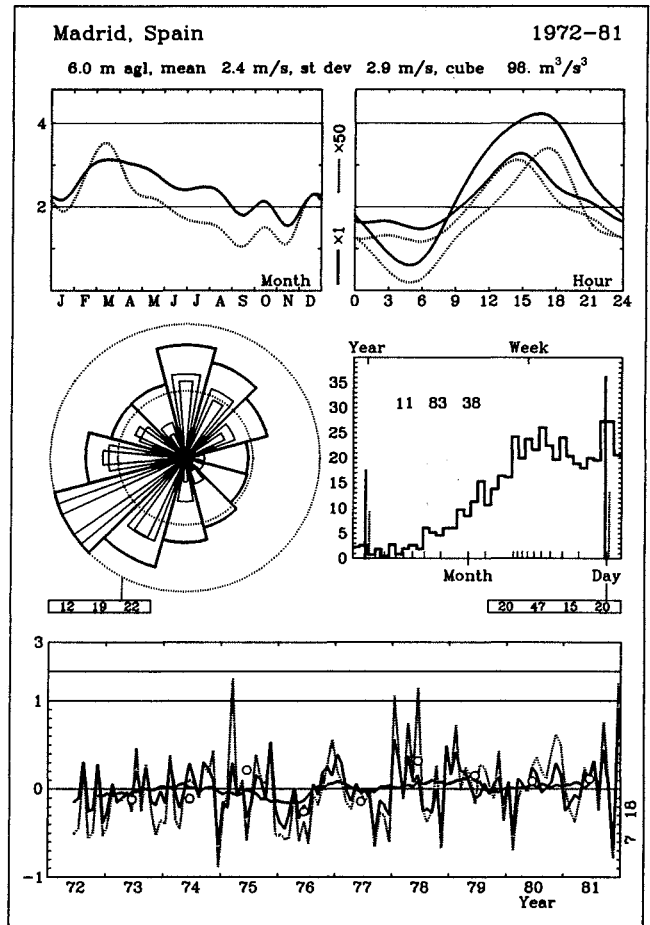 Madrid, Spain 1972-81
6.0 m agl, mean 2.4 m/s, st dev 2.9 m/s, cube 96. m³/s³
4
2
Month
J F M A M J J A S O N D
×1 ×50
Hour
0 3 6 9 12 15 18 21 24
Year Week
35
30
25
20
15
10
5
0
11 83 38
Month Day
12 19 22
20 47 15 20
3
1
0
-1
72 73 74 75 76 77 78 79 80 81
Year
7 18